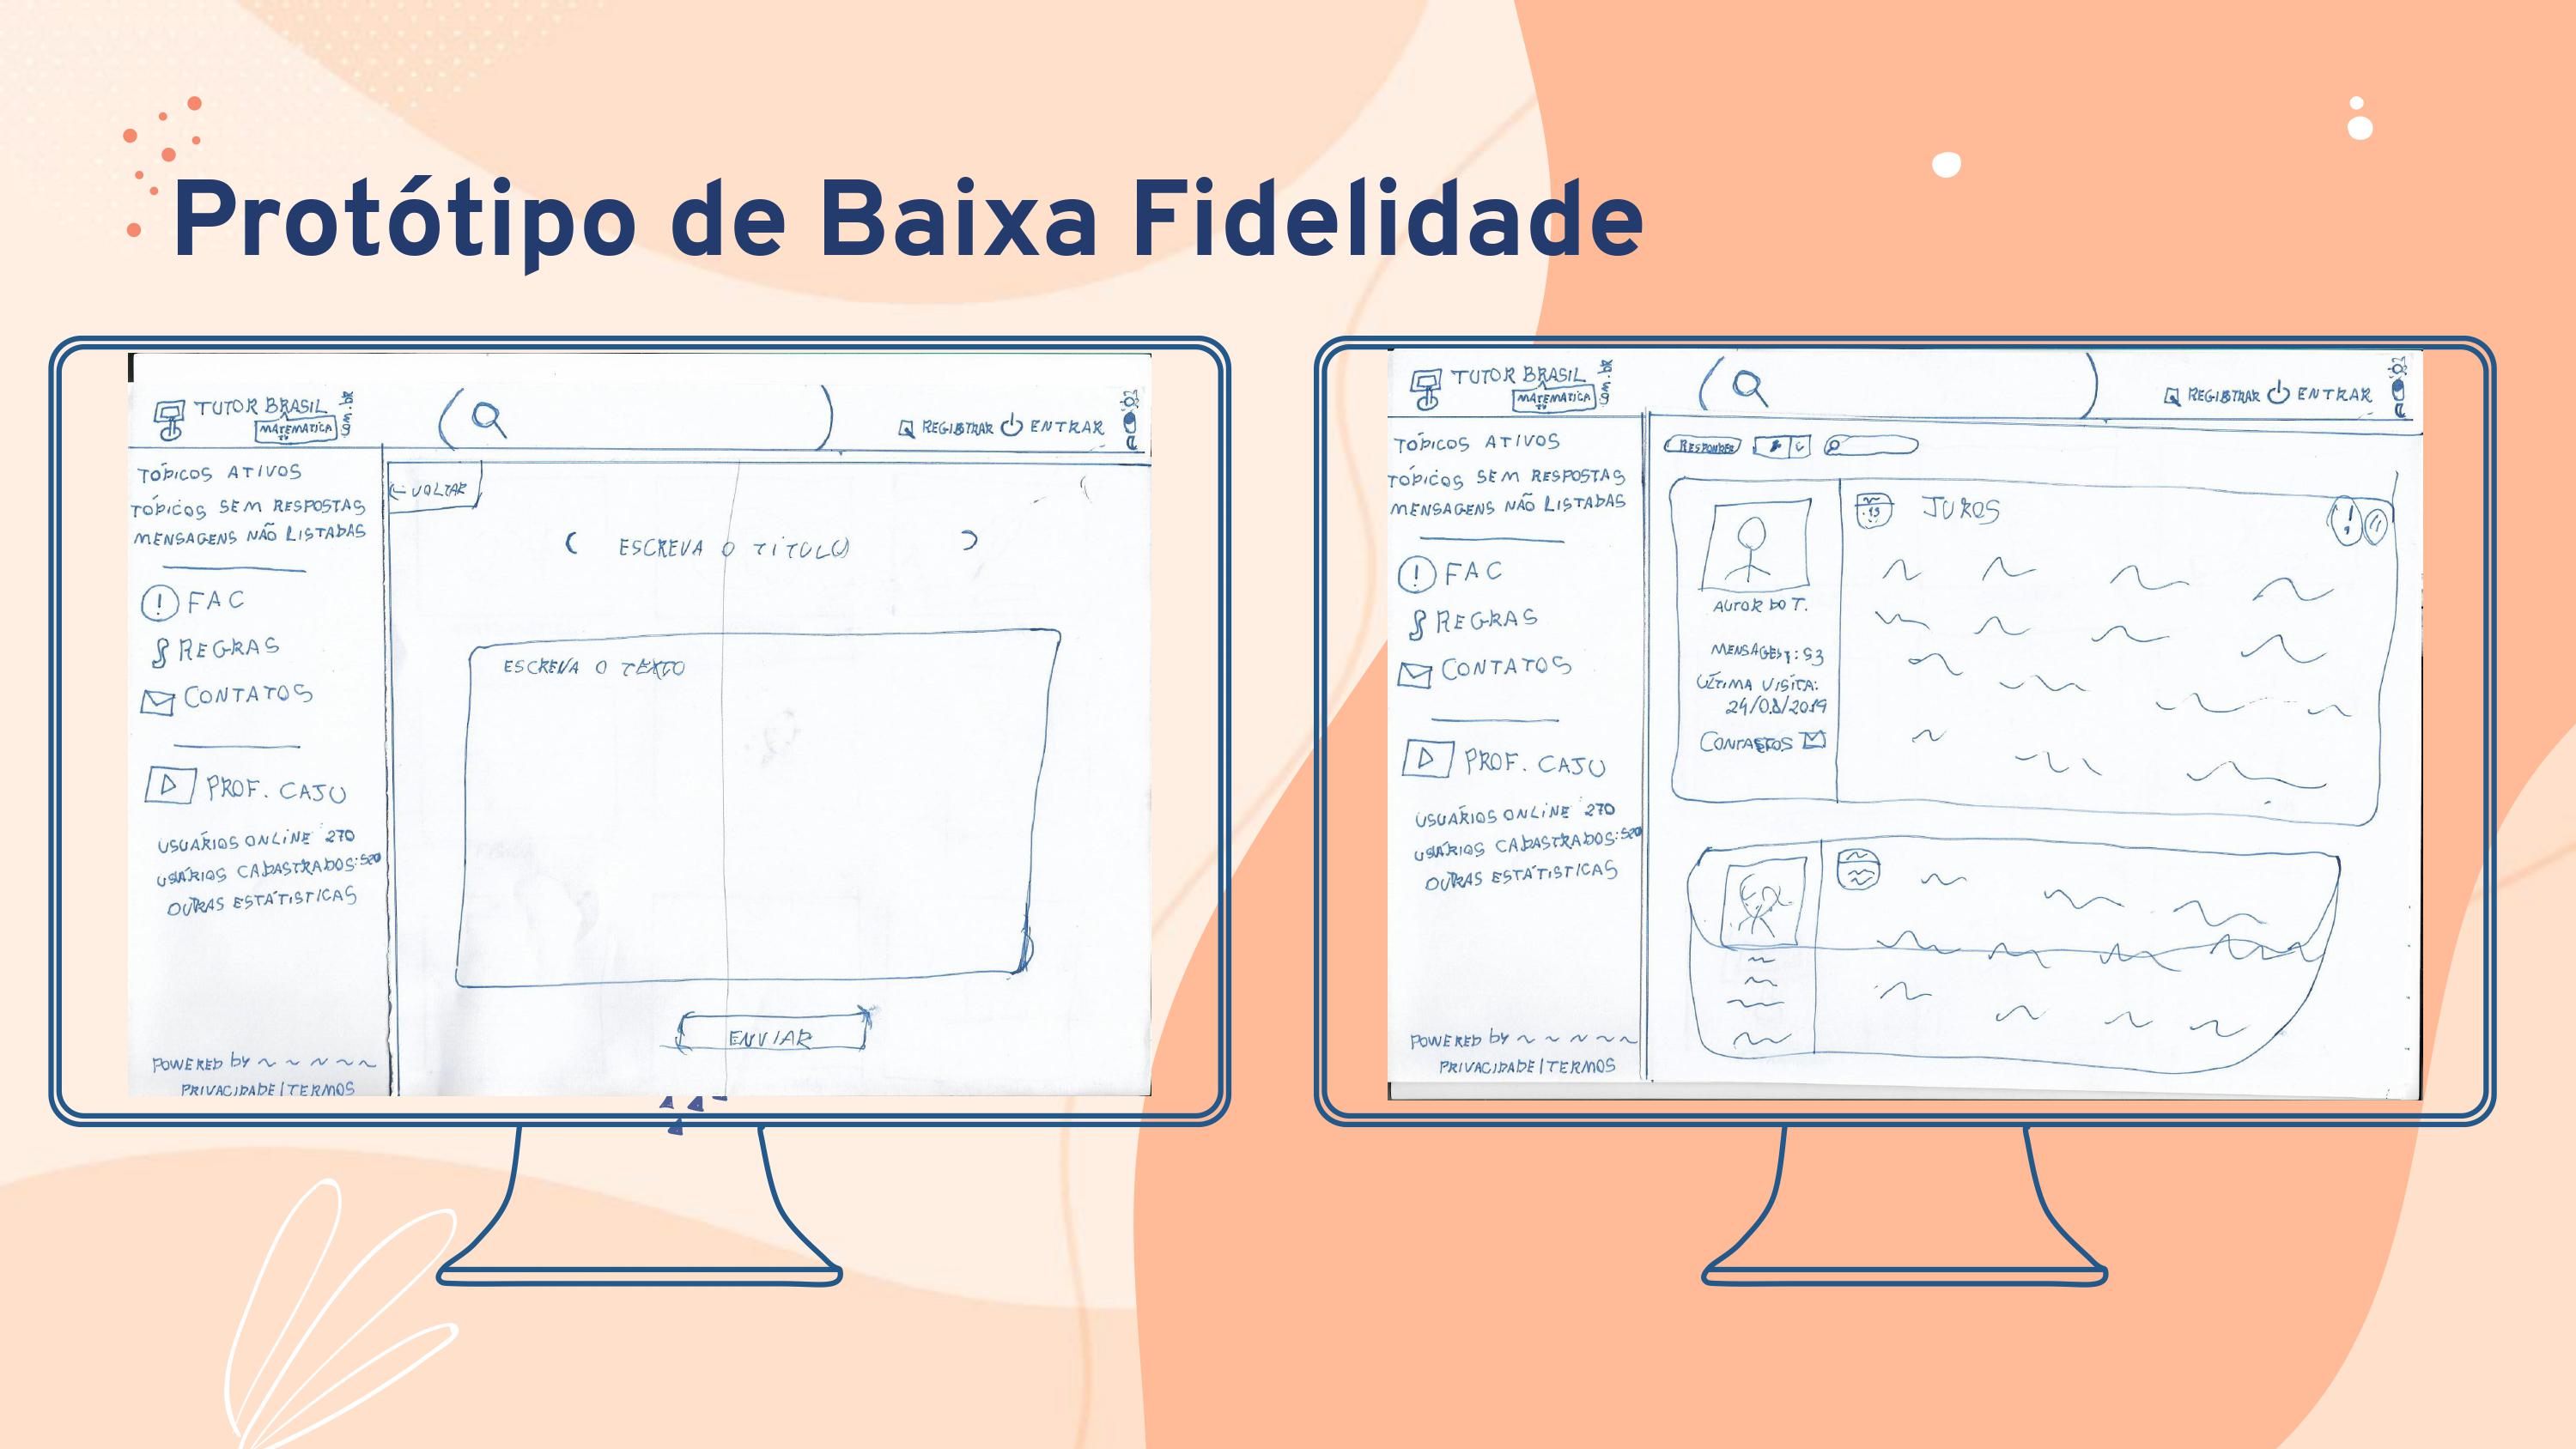 Protótipo de Baixa Fidelidade
TUTOR BRASIL
MATEMÁTICA
REGISTRAR ENTRAR
TÓPICOS ATIVOS
TÓPICOS SEM RESPOSTAS
MENSAGENS NÃO LISTADAS
! FAC
REGRAS
CONTATOS
PROF. CAJU
USUÁRIOS ONLINE 270
USUÁRIOS CADASTRADOS: 520
OUTRAS ESTATÍSTICAS
POWERED by
PRIVACIDADE | TERMOS
← VOLTAR
ESCREVA O TÍTULO
ESCREVA O TEXTO
ENVIAR
TUTOR BRASIL
MATEMÁTICA
REGISTRAR ENTRAR
TÓPICOS ATIVOS
TÓPICOS SEM RESPOSTAS
MENSAGENS NÃO LISTADAS
! FAC
REGRAS
CONTATOS
PROF. CAJU
USUÁRIOS ONLINE 270
USUÁRIOS CADASTRADOS: 520
OUTRAS ESTATÍSTICAS
POWERED by
PRIVACIDADE | TERMOS
RESPONDER
AUTOR DO T.
MENSAGENS: 53
ÚLTIMA VISITA:
24/08/2019
CONTATOS
JUROS